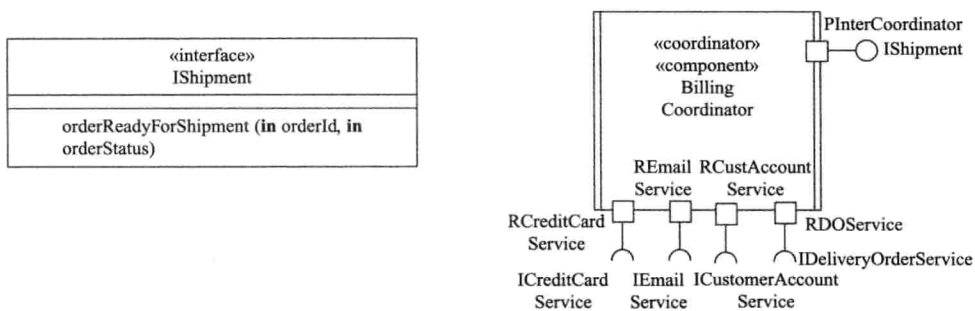 «interface»
IShipment
orderReadyForShipment (in orderId, in
orderStatus)
PInterCoordinator
IShipment
«coordinator»
«component»
Billing
Coordinator
REmail
Service
RCustAccount
Service
RCreditCard
Service
RDOService
ICreditCard
Service
IEmail
Service
ICustomerAccount
Service
IDeliveryOrderService